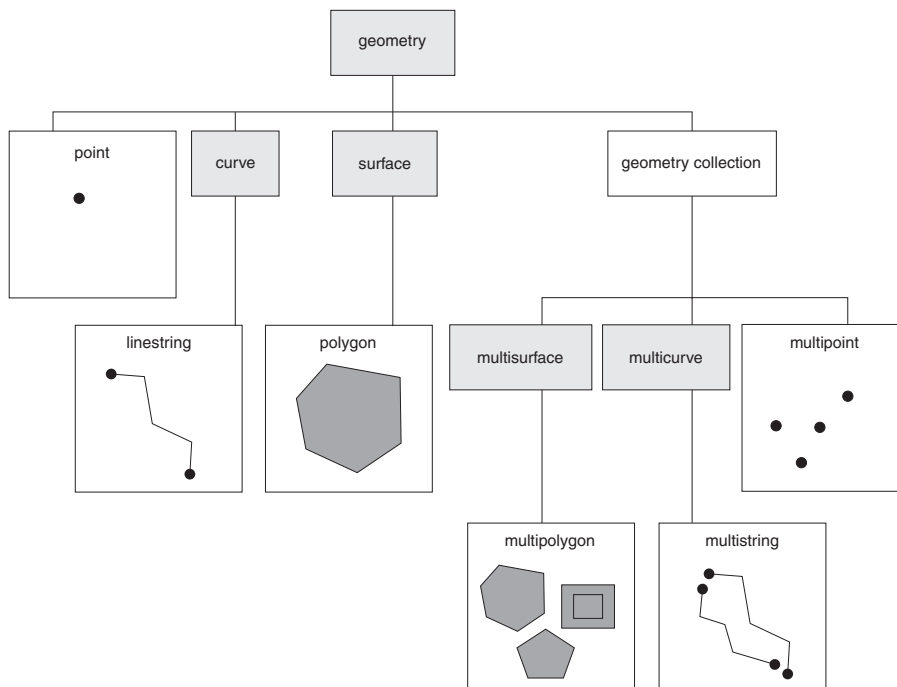 geometry
point
curve
surface
geometry collection
linestring
polygon
multisurface
multicurve
multipoint
multipolygon
multistring